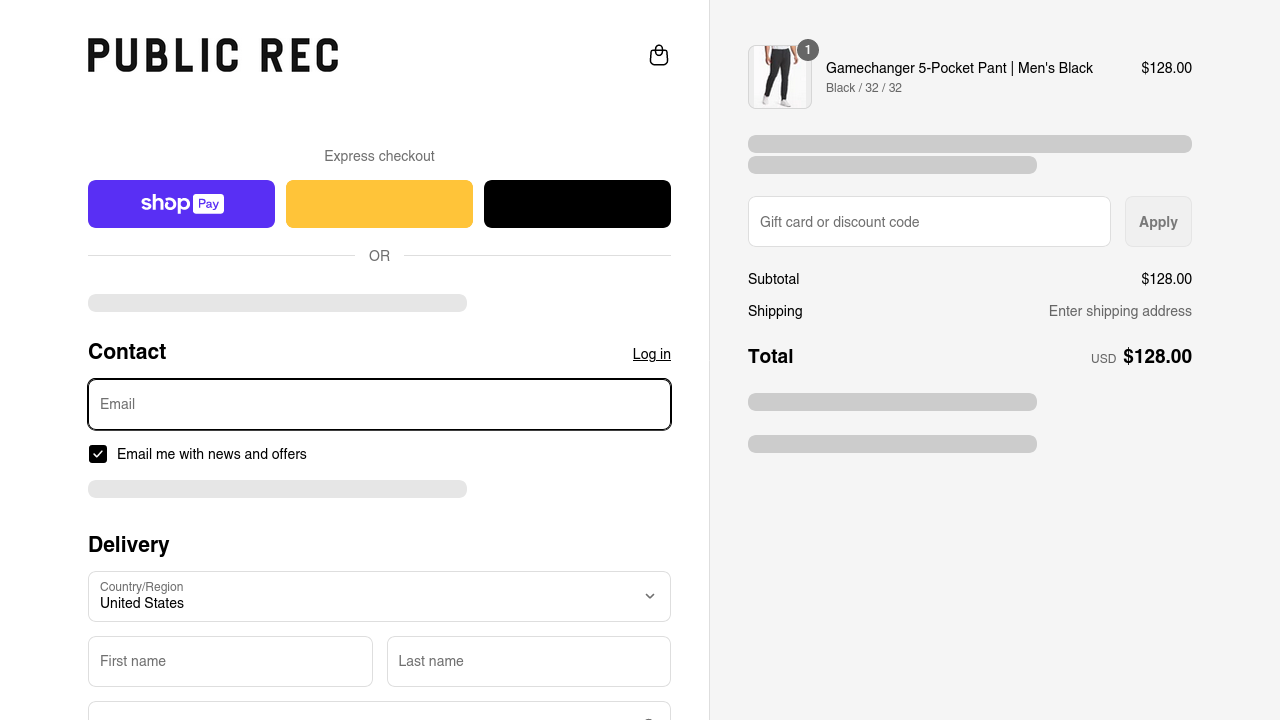 PUBLIC REC
Express checkout
shop Pay
OR
Contact
Log in
Email
Email me with news and offers
Delivery
Country/Region
United States
First name
Last name
1
Gamechanger 5-Pocket Pant | Men's Black
$128.00
Black / 32 / 32
Gift card or discount code
Apply
Subtotal
$128.00
Shipping
Enter shipping address
Total
USD $128.00